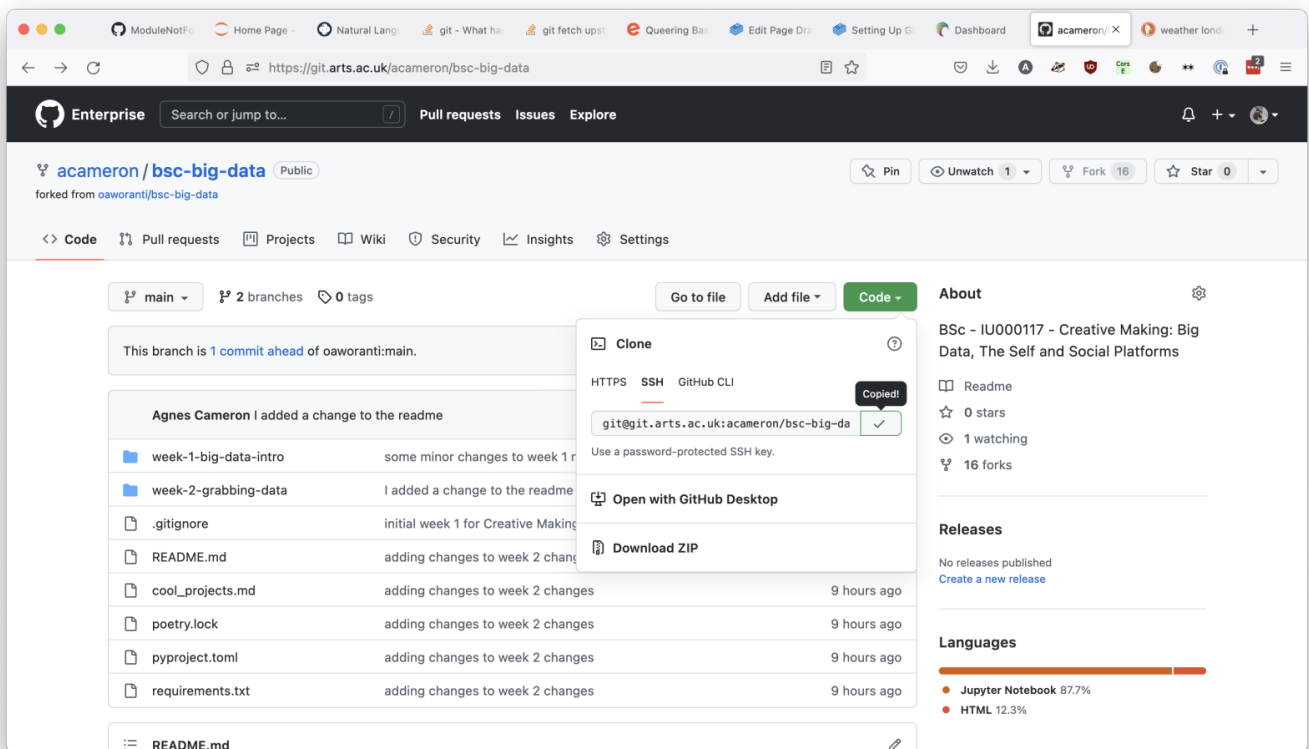 ModuleNotFo Home Page - Natural Lang git - What ha git fetch upst Queering Bas Edit Page Dra Setting Up Gi Dashboard acameron/ weather lond
https://git.arts.ac.uk/acameron/bsc-big-data
A UD Cors E ** 2
Enterprise Search or jump to... / Pull requests Issues Explore
acameron / bsc-big-data Public Pin Unwatch 1 Fork 16 Star 0
forked from oaworanti/bsc-big-data
<> Code Pull requests Projects Wiki Security Insights Settings
main 2 branches 0 tags Go to file Add file Code
About
BSc - IU000117 - Creative Making: Big
Data, The Self and Social Platforms
Readme
0 stars
1 watching
16 forks
Releases
No releases published
Create a new release
Languages
Jupyter Notebook 87.7%
HTML 12.3%
This branch is 1 commit ahead of oaworanti:main.
Clone
HTTPS SSH GitHub CLI
Copied!
git@git.arts.ac.uk:acameron/bsc-big-da
Use a password-protected SSH key.
Open with GitHub Desktop
Download ZIP
Agnes Cameron I added a change to the readme
week-1-big-data-intro some minor changes to week 1 r
week-2-grabbing-data I added a change to the readme
.gitignore initial week 1 for Creative Making
README.md adding changes to week 2 chang
cool_projects.md adding changes to week 2 changes 9 hours ago
poetry.lock adding changes to week 2 changes 9 hours ago
pyproject.toml adding changes to week 2 changes 9 hours ago
requirements.txt adding changes to week 2 changes 9 hours ago
README.md